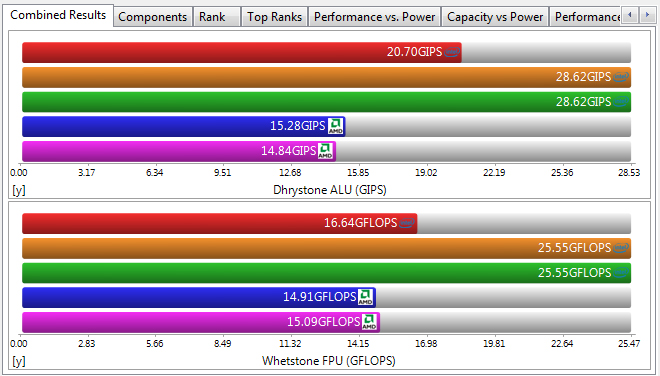 Combined Results Components Rank Top Ranks Performance vs. Power Capacity vs Power Performance
20.70GIPS
28.62GIPS
28.62GIPS
15.28GIPS AMD
14.84GIPS AMD
0.00 3.17 6.34 9.51 12.68 15.85 19.02 22.19 25.36 28.53
[y] Dhrystone ALU (GIPS)
16.64GFLOPS
25.55GFLOPS
25.55GFLOPS
14.91GFLOPS AMD
15.09GFLOPS AMD
0.00 2.83 5.66 8.49 11.32 14.15 16.98 19.81 22.64 25.47
[y] Whetstone FPU (GFLOPS)